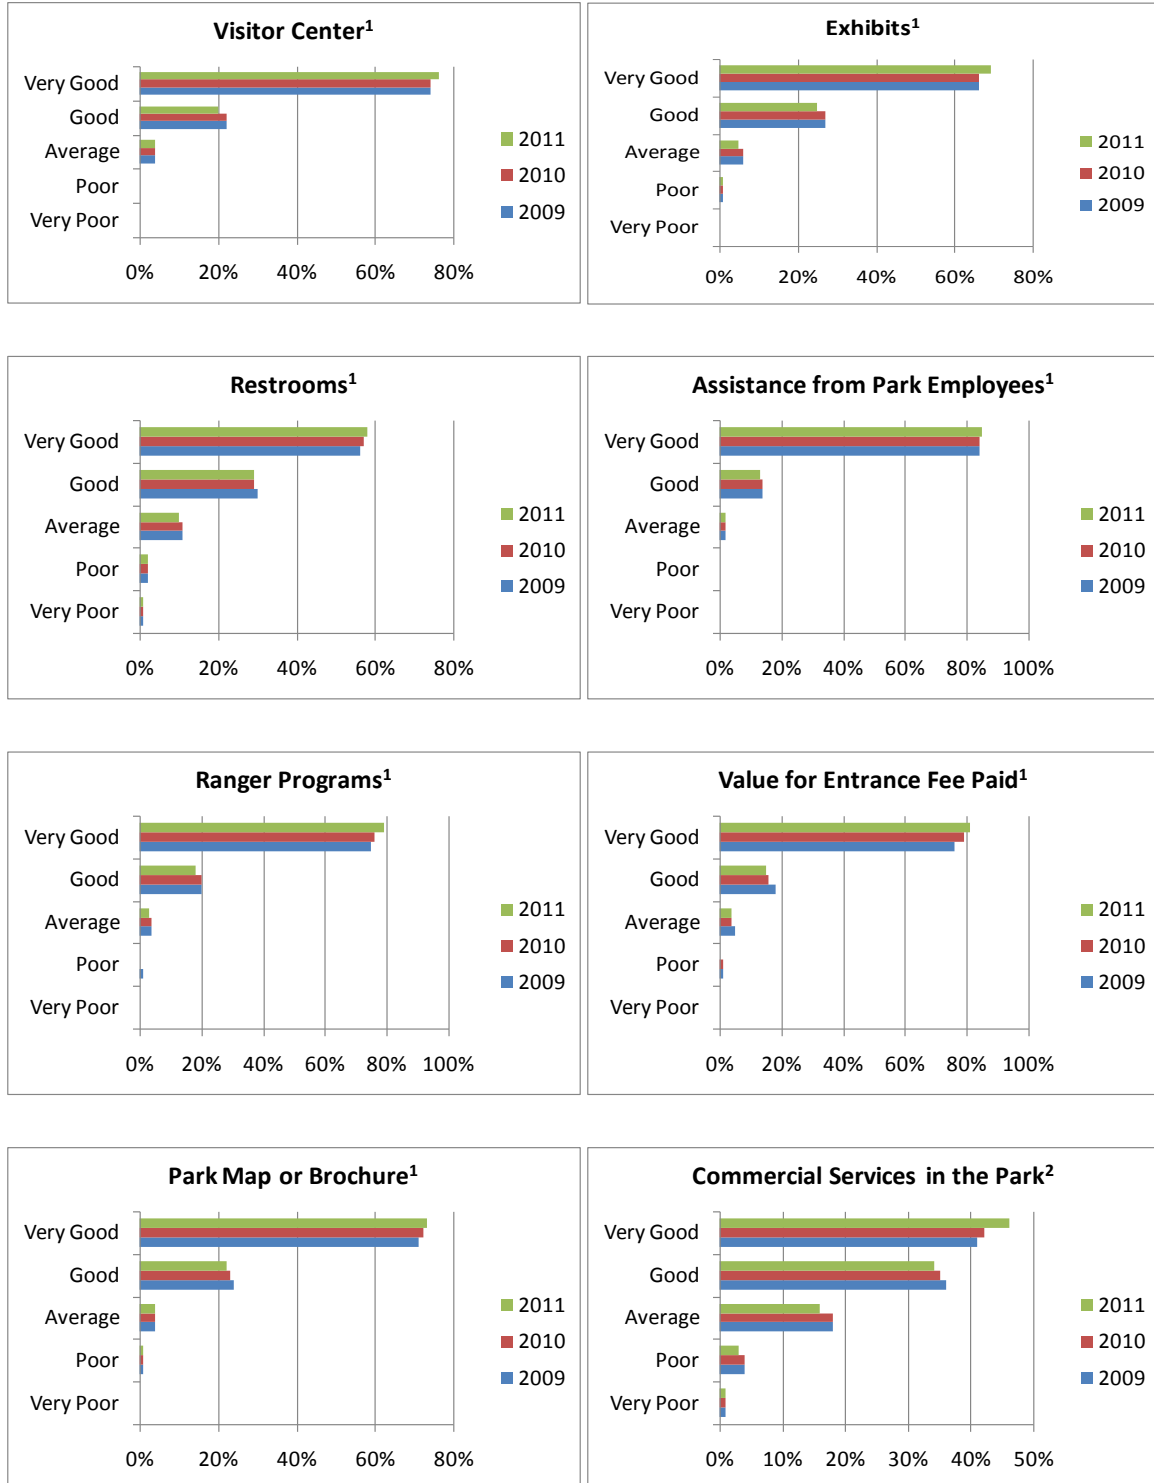 Visitor Center¹
Very Good
Good
Average
Poor
Very Poor
0% 20% 40% 60% 80%
2011
2010
2009
Exhibits¹
Very Good
Good
Average
Poor
Very Poor
0% 20% 40% 60% 80%
2011
2010
2009
Restrooms¹
Very Good
Good
Average
Poor
Very Poor
0% 20% 40% 60% 80%
2011
2010
2009
Assistance from Park Employees¹
Very Good
Good
Average
Poor
Very Poor
0% 20% 40% 60% 80% 100%
2011
2010
2009
Ranger Programs¹
Very Good
Good
Average
Poor
Very Poor
0% 20% 40% 60% 80% 100%
2011
2010
2009
Value for Entrance Fee Paid¹
Very Good
Good
Average
Poor
Very Poor
0% 20% 40% 60% 80% 100%
2011
2010
2009
Park Map or Brochure¹
Very Good
Good
Average
Poor
Very Poor
0% 20% 40% 60% 80%
2011
2010
2009
Commercial Services in the Park²
Very Good
Good
Average
Poor
Very Poor
0% 10% 20% 30% 40% 50%
2011
2010
2009